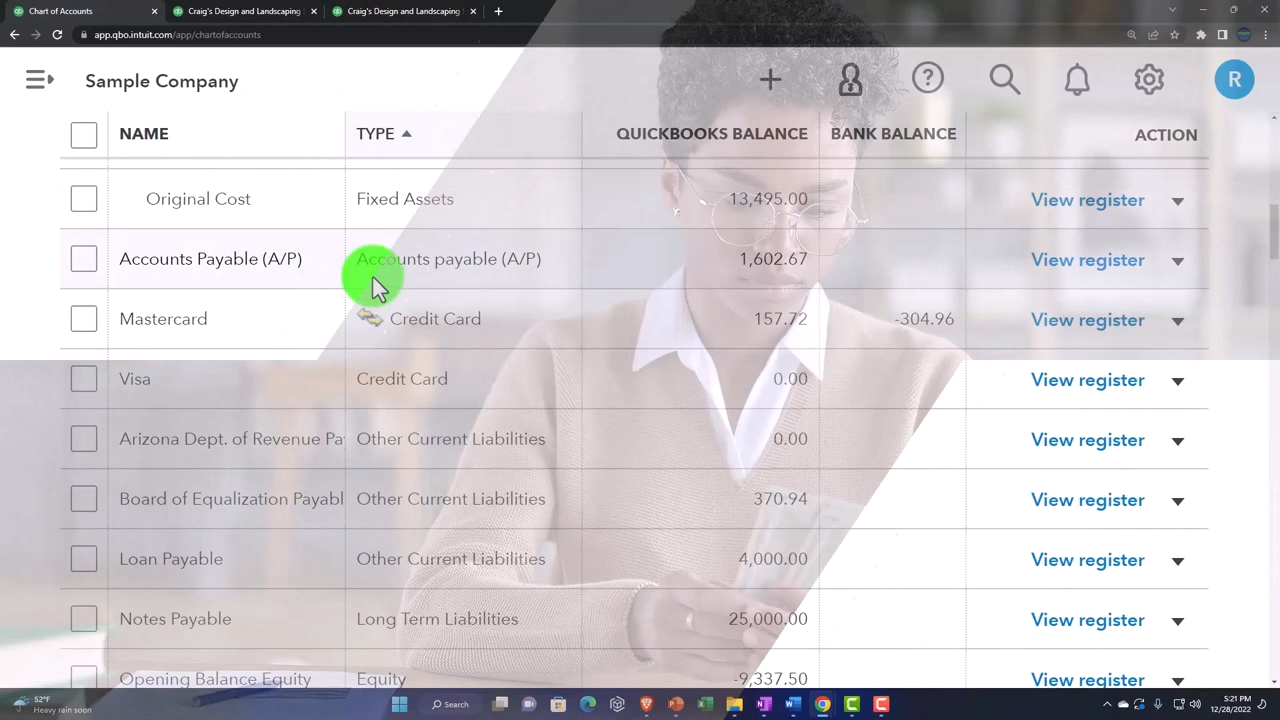 Chart of Accounts
Craig's Design and Landscaping
Craig's Design and Landscaping
app.qbo.intuit.com/app/chartofaccounts
Sample Company
R
NAME TYPE QUICKBOOKS BALANCE BANK BALANCE ACTION
Original Cost Fixed Assets 13,495.00 View register
Accounts Payable (A/P) Accounts payable (A/P) 1,602.67 View register
Mastercard Credit Card 157.72 -304.96 View register
Visa Credit Card 0.00 View register
Arizona Dept. of Revenue Pa Other Current Liabilities 0.00 View register
Board of Equalization Payabl Other Current Liabilities 370.94 View register
Loan Payable Other Current Liabilities 4,000.00 View register
Notes Payable Long Term Liabilities 25,000.00 View register
Opening Balance Equity Equity -9,337.50 View register
52°F
Heavy rain soon
Search
5:21 PM
12/28/2022